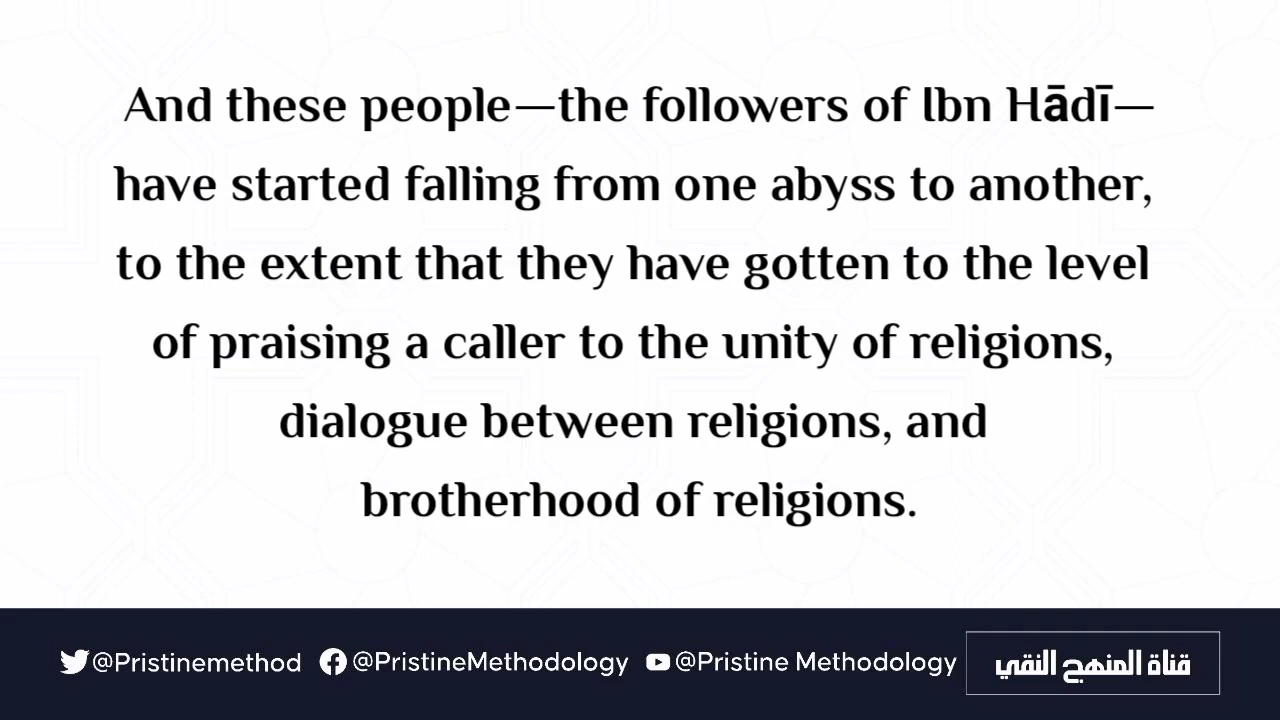 And these people—the followers of Ibn Hādī—
have started falling from one abyss to another,
to the extent that they have gotten to the level
of praising a caller to the unity of religions,
dialogue between religions, and
brotherhood of religions.
@Pristinemethod @PristineMethodology @Pristine Methodology قناة المنهج النقي